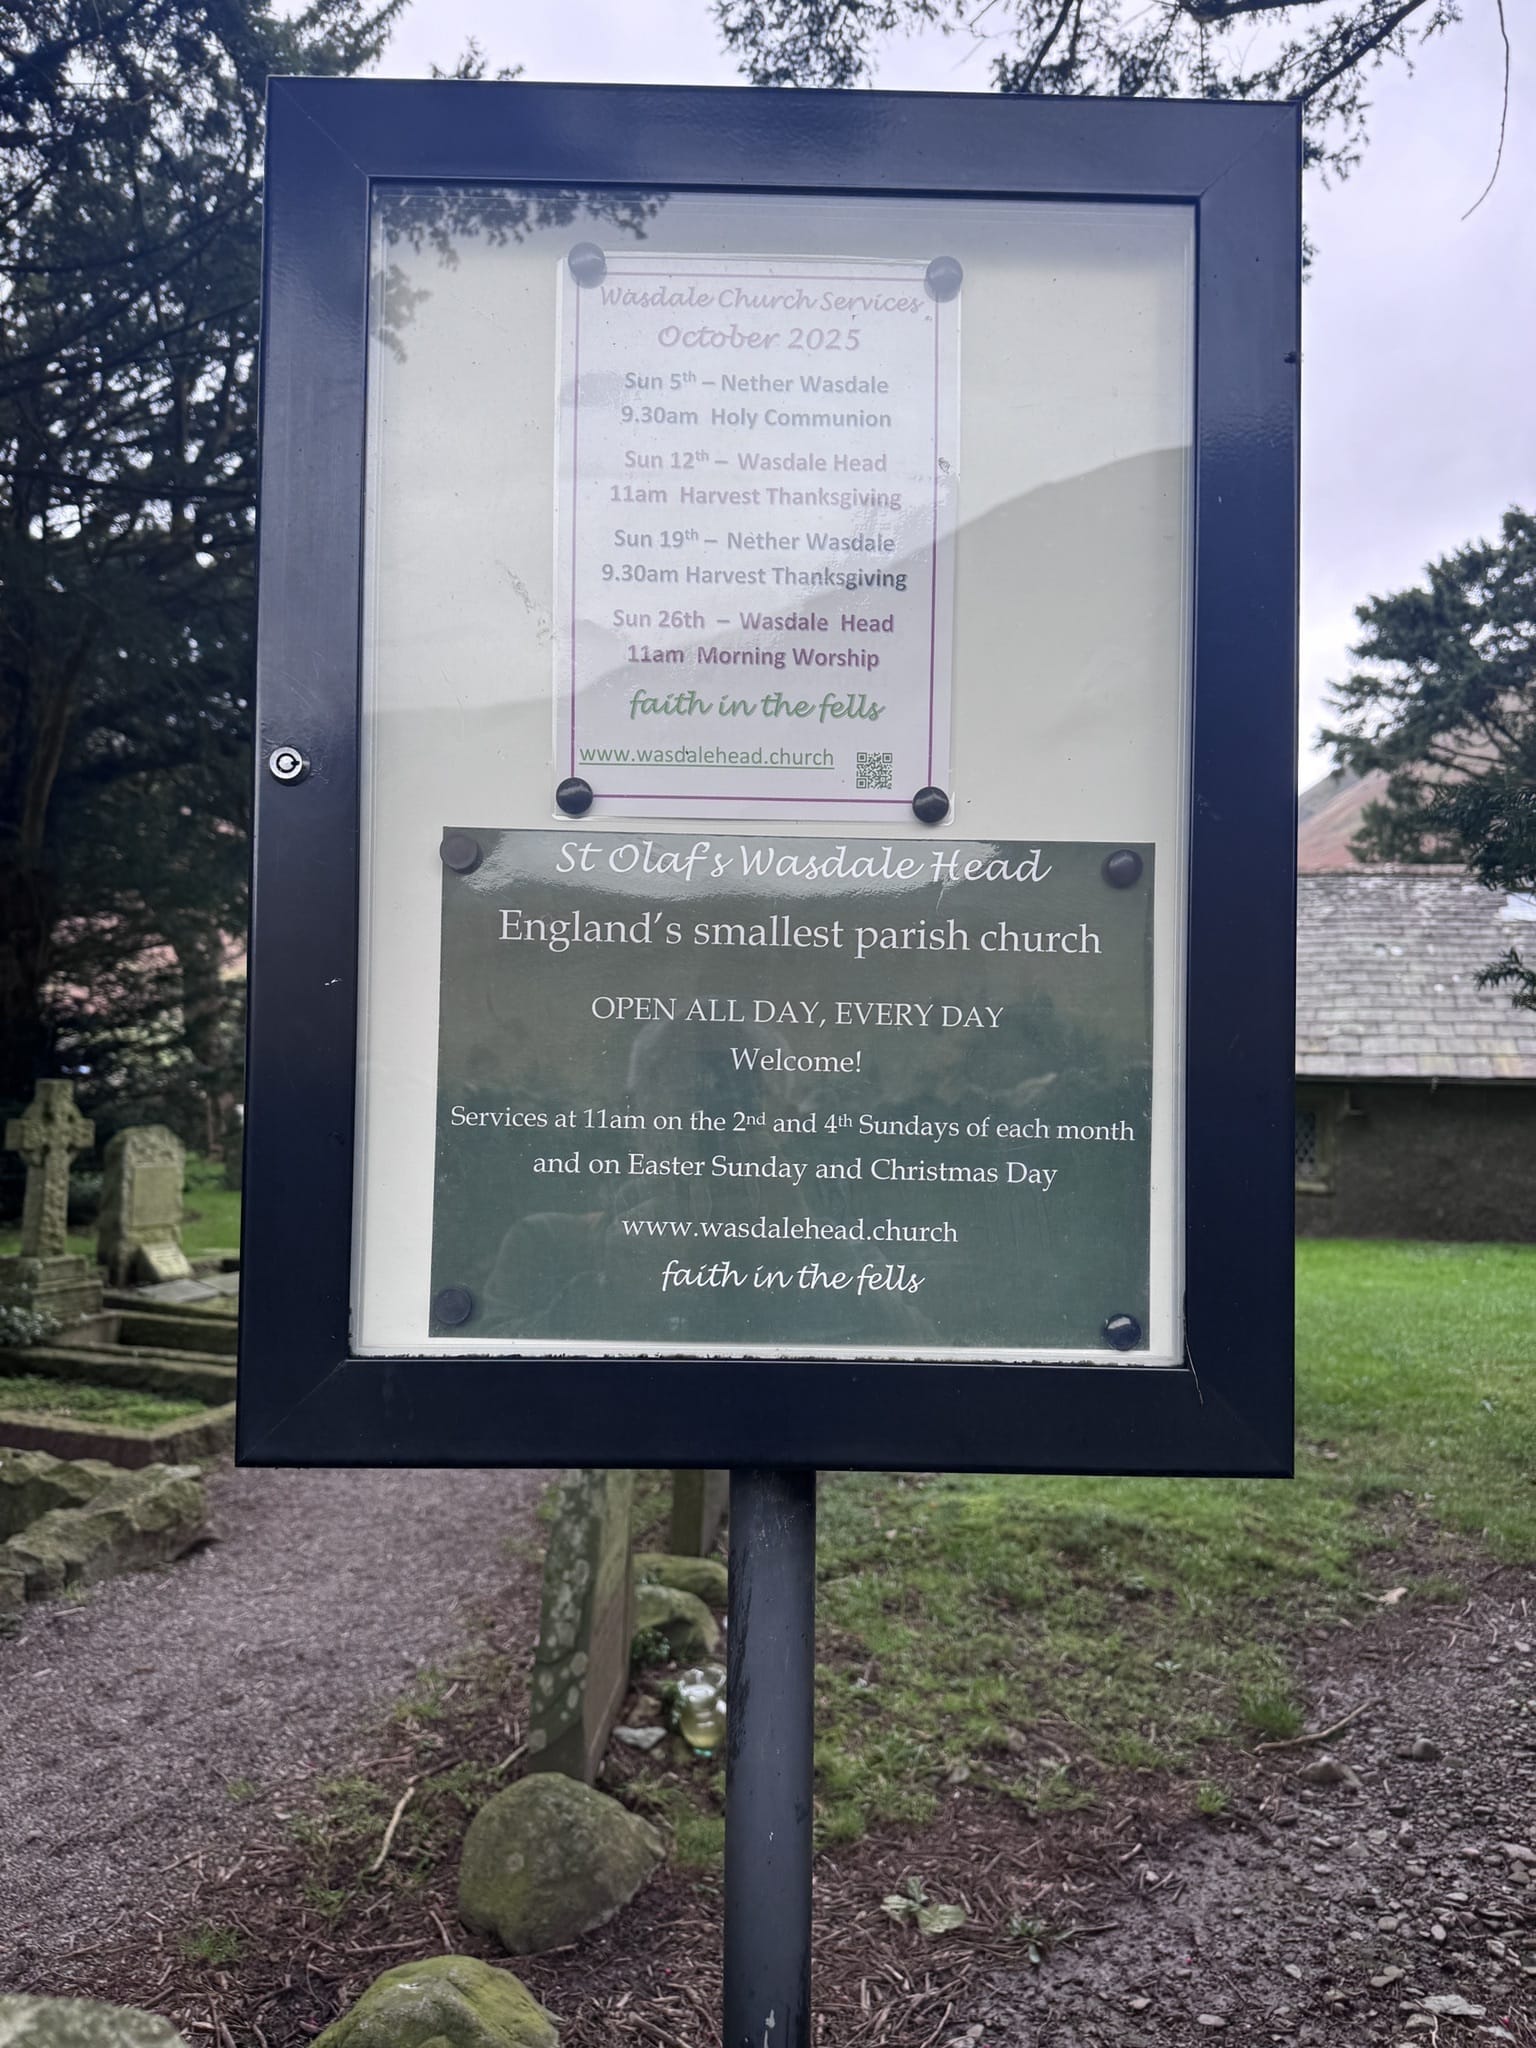 Wasdale Church Services
October 2025
Sun 5th – Nether Wasdale
9.30am Holy Communion
Sun 12th – Wasdale Head
11am Harvest Thanksgiving
Sun 19th – Nether Wasdale
9.30am Harvest Thanksgiving
Sun 26th – Wasdale Head
11am Morning Worship
faith in the fells
www.wasdalehead.church
St Olaf's Wasdale Head
England's smallest parish church
OPEN ALL DAY, EVERY DAY
Welcome!
Services at 11am on the 2nd and 4th Sundays of each month
and on Easter Sunday and Christmas Day
www.wasdalehead.church
faith in the fells